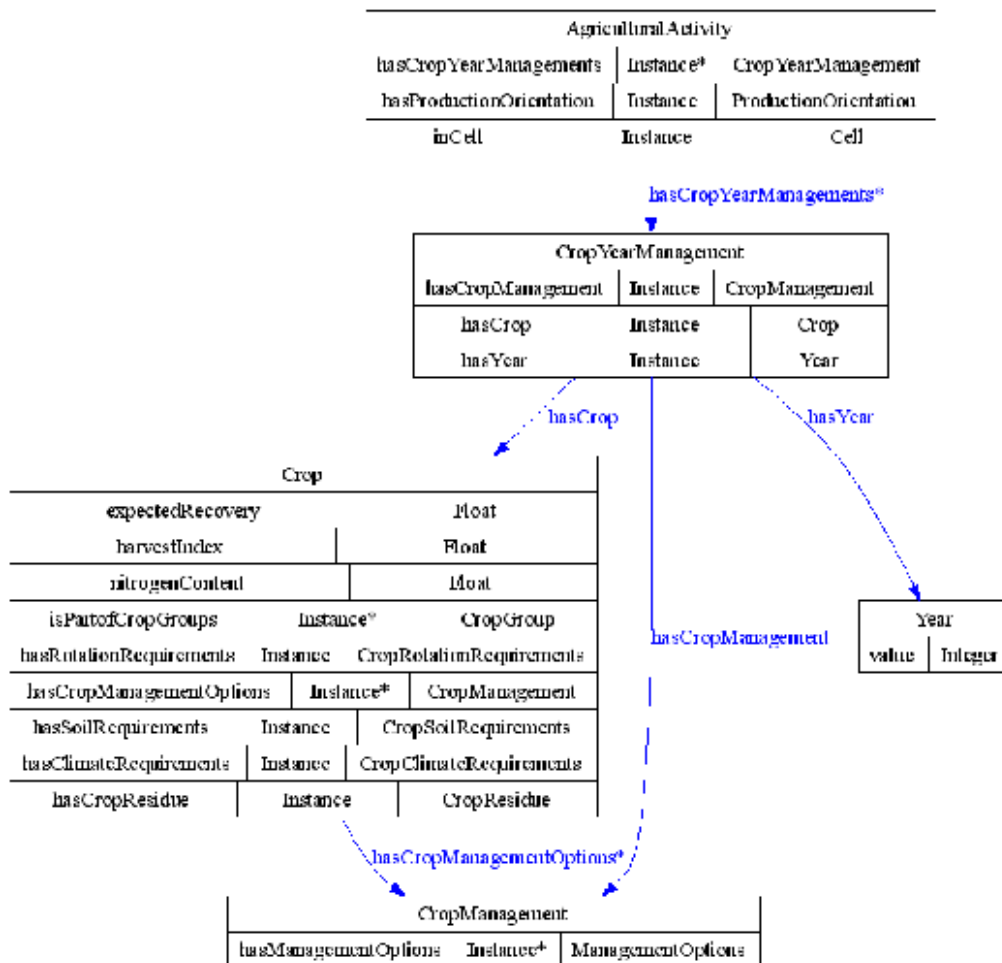 AgriculturalActivity
hasCropYearManagements Instance* CropYearManagement
hasProductionOrientation Instance ProductionOrientation
inCell Instance Cell
hasCropYearManagements*
CropYearManagement
hasCropManagement Instance CropManagement
hasCrop Instance Crop
hasYear Instance Year
hasCrop
hasYear
Crop
expectedRecovery Float
harvestIndex Float
nitrogenContent Float
isPartofCropGroups Instance* CropGroup
hasRotationRequirements Instance CropRotationRequirements
hasCropManagementOptions Instance* CropManagement
hasSoilRequirements Instance CropSoilRequirements
hasClimateRequirements Instance CropClimateRequirements
hasCropResidue Instance CropResidue
hasCropManagement
Year
value Integer
hasCropManagementOptions*
CropManagement
hasManagementOptions Instance* ManagementOptions